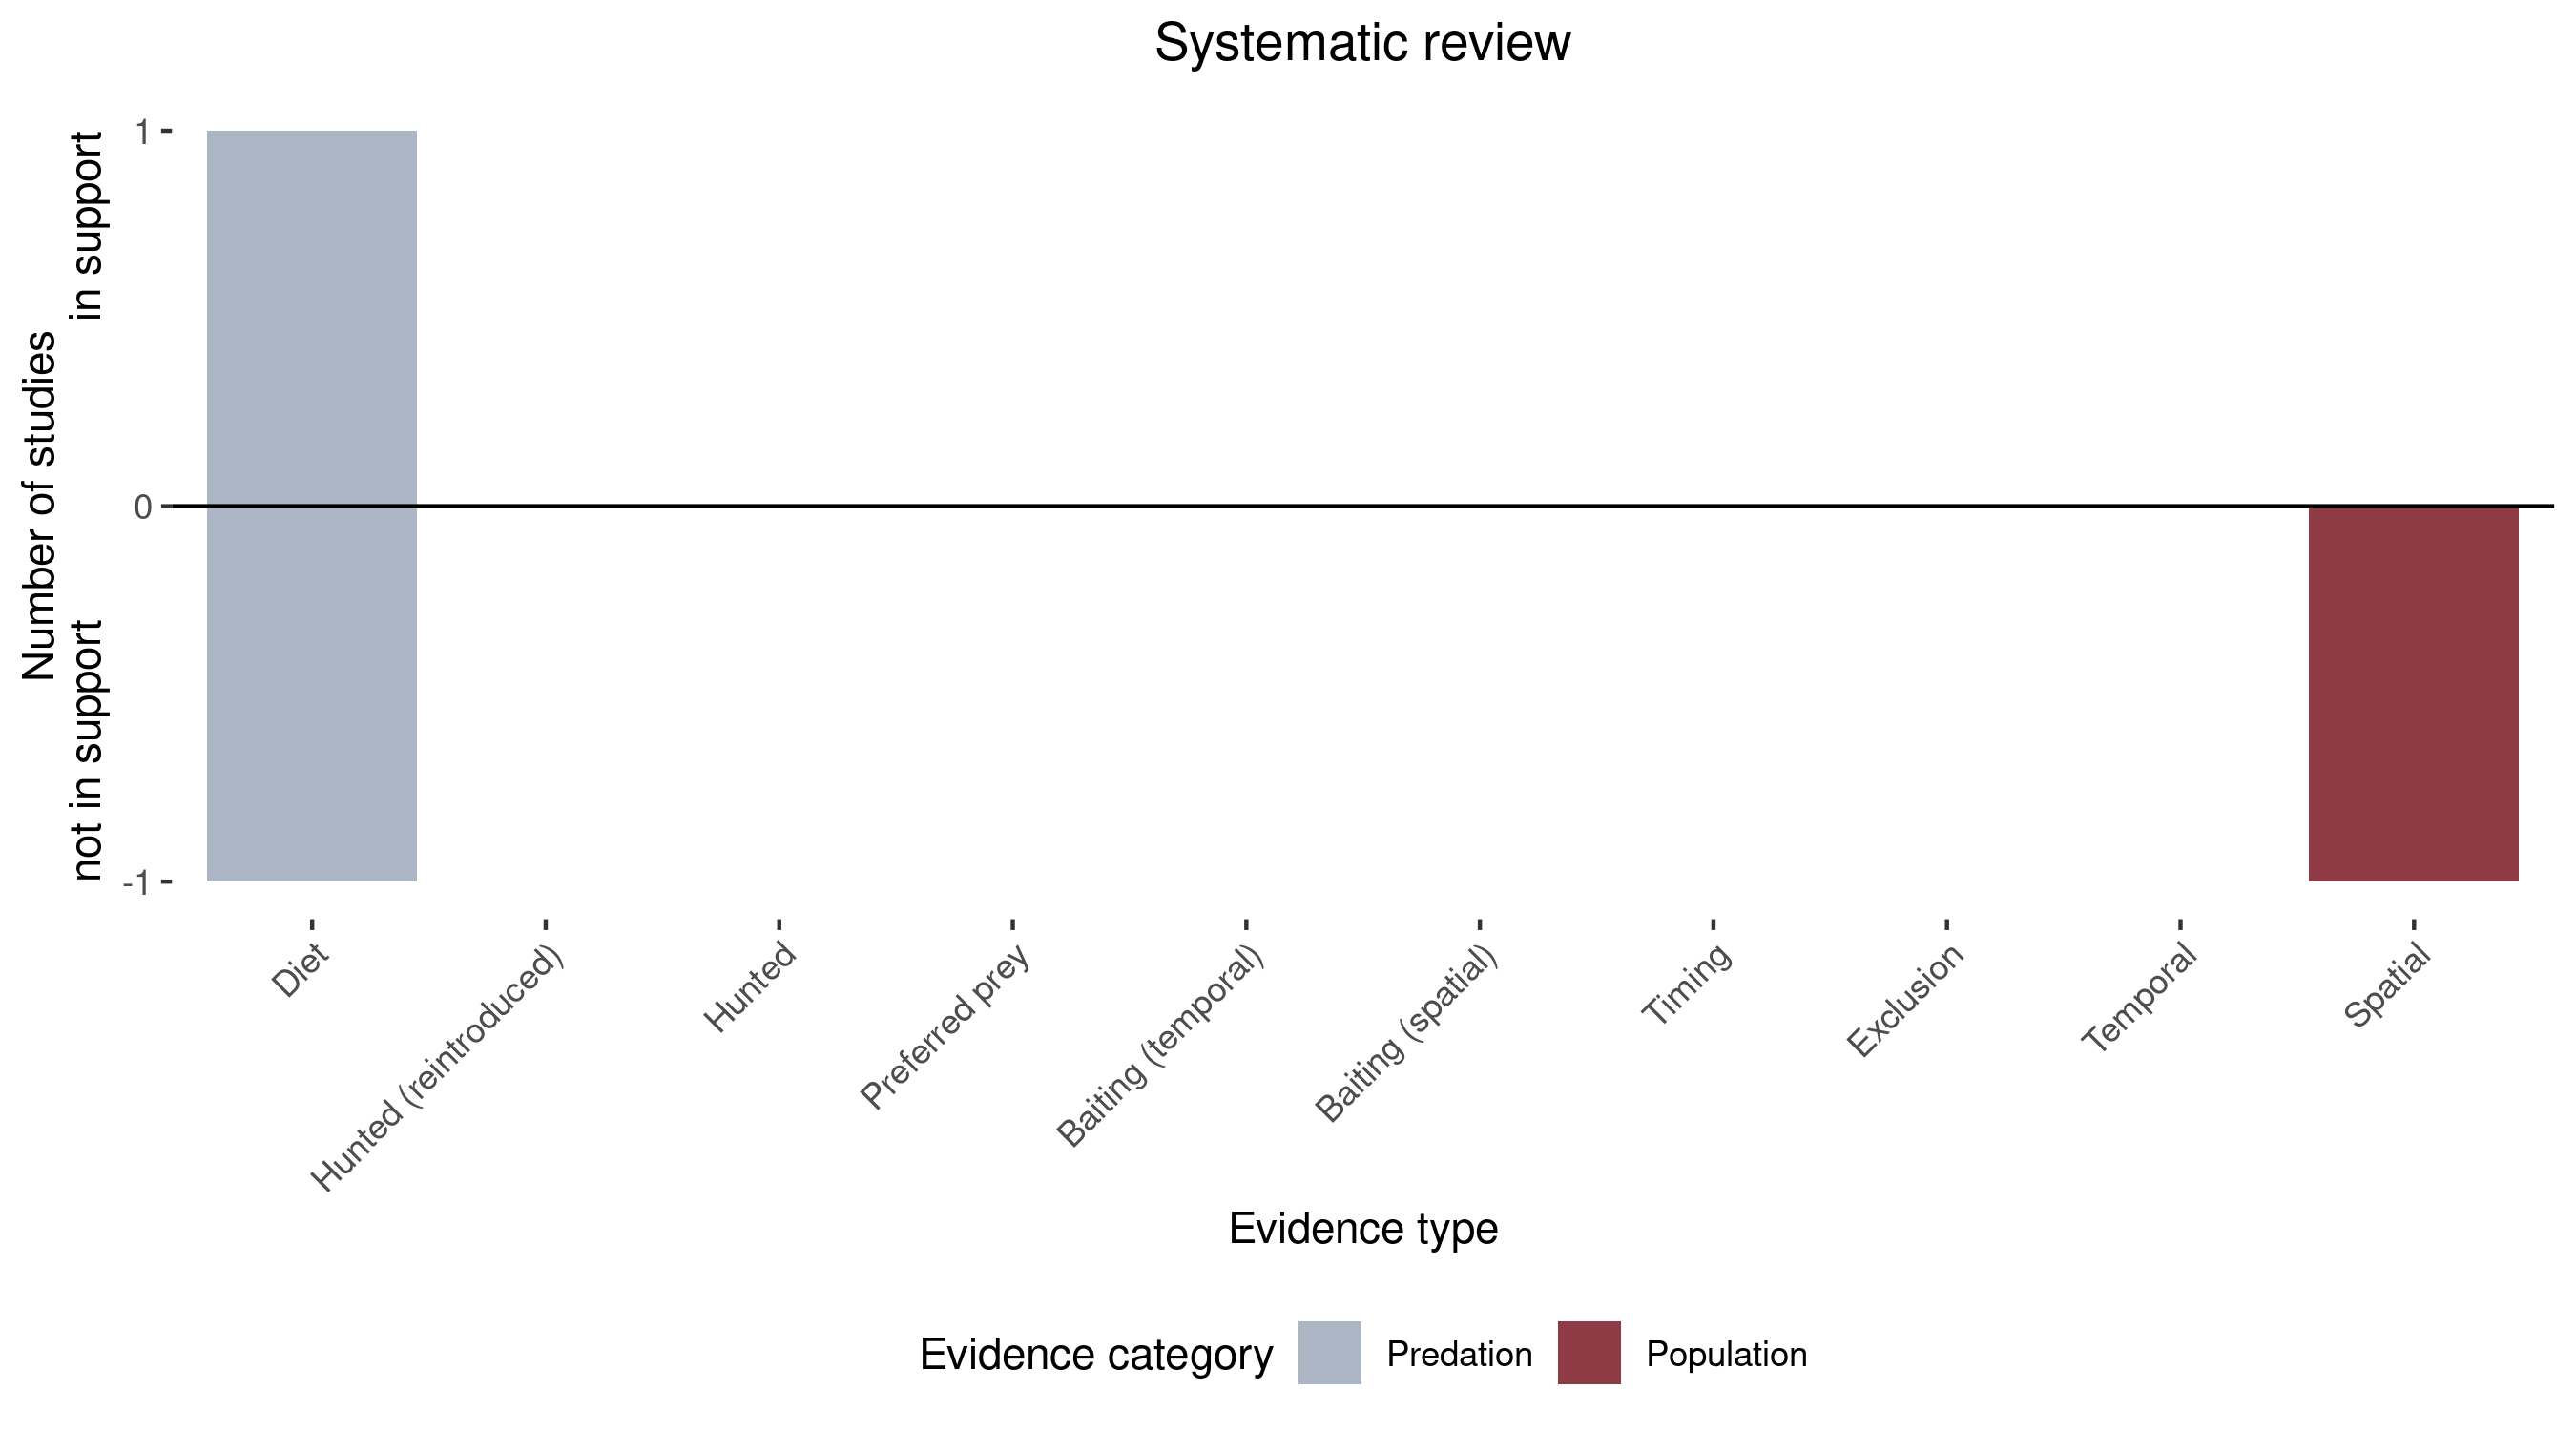 Systematic review
Number of studies
in support
not in support
1
0
-1
Diet
Hunted (reintroduced)
Hunted
Preferred prey
Baiting (temporal)
Baiting (spatial)
Timing
Exclusion
Temporal
Spatial
Evidence type
Evidence category
Predation
Population